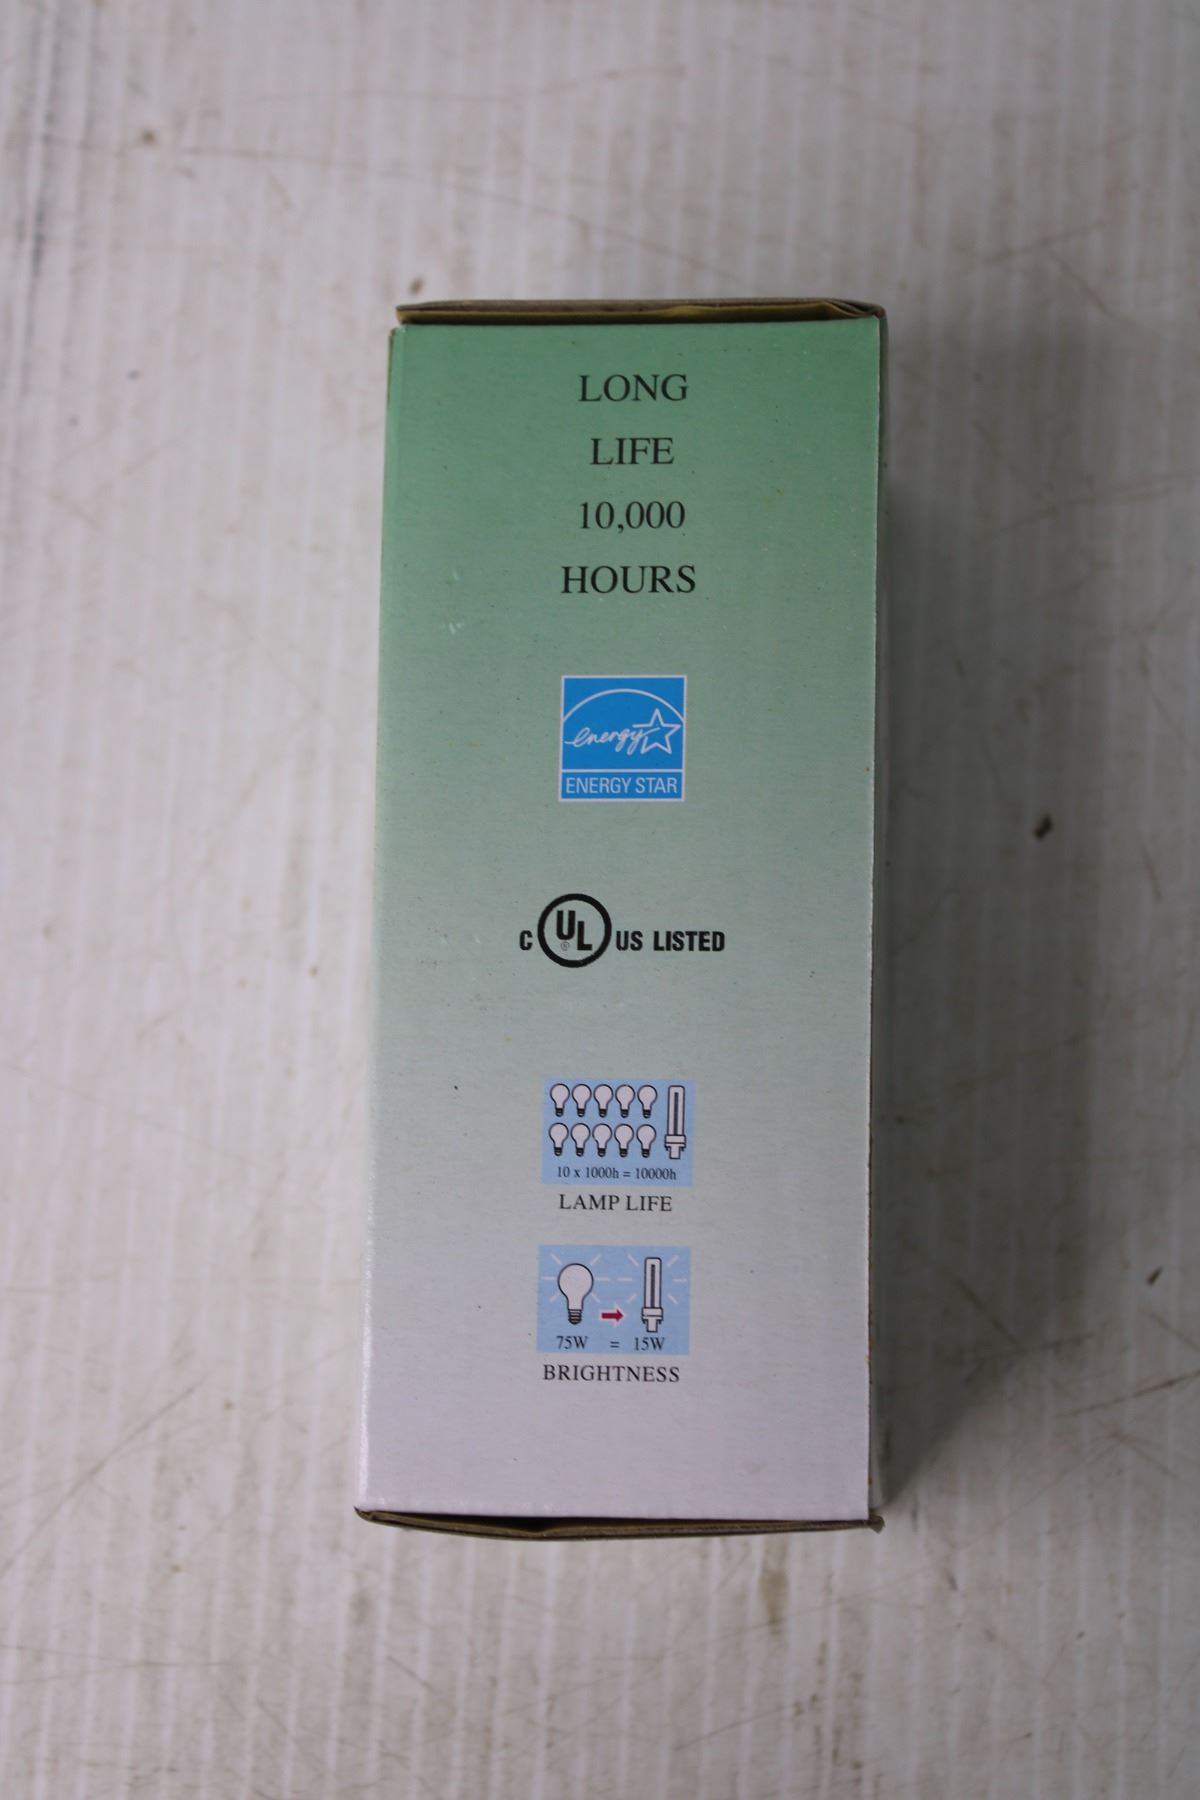 LONG
LIFE
10,000
HOURS
energy
ENERGY STAR
C UL ® US LISTED
10 x 1000h = 10000h
LAMP LIFE
75W = 15W
BRIGHTNESS